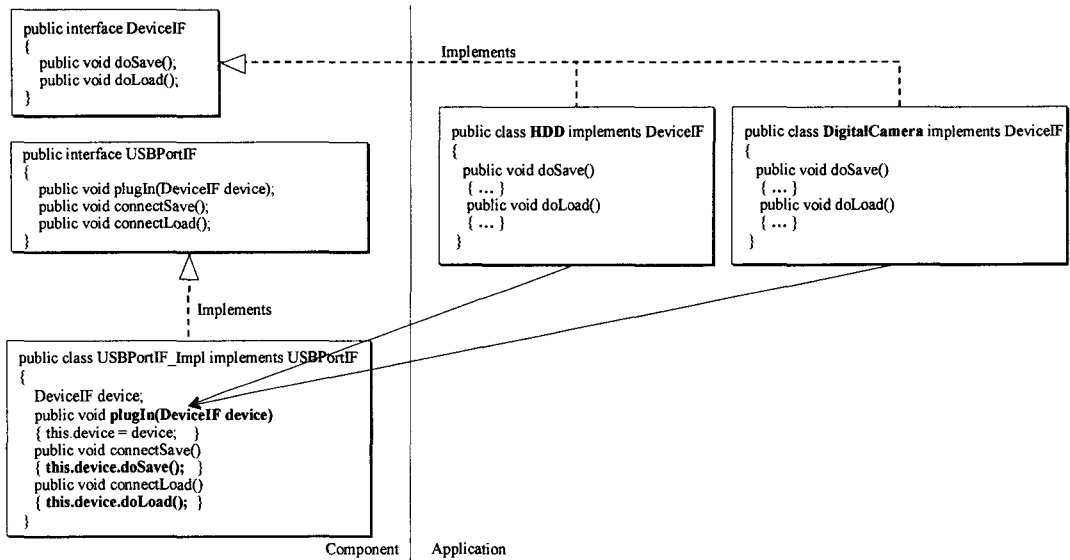 public interface DeviceIF
{
public void doSave();
public void doLoad();
}
Implements
public class HDD implements DeviceIF
{
public void doSave()
{ ... }
public void doLoad()
{ ... }
}
public class DigitalCamera implements DeviceIF
{
public void doSave()
{ ... }
public void doLoad()
{ ... }
}
public interface USBPortIF
{
public void plugIn(DeviceIF device);
public void connectSave();
public void connectLoad();
}
Implements
public class USBPortIF_Impl implements USBPortIF
{
DeviceIF device;
public void plugIn(DeviceIF device)
{ this.device = device; }
public void connectSave()
{ this.device.doSave(); }
public void connectLoad()
{ this.device.doLoad(); }
}
Component
Application